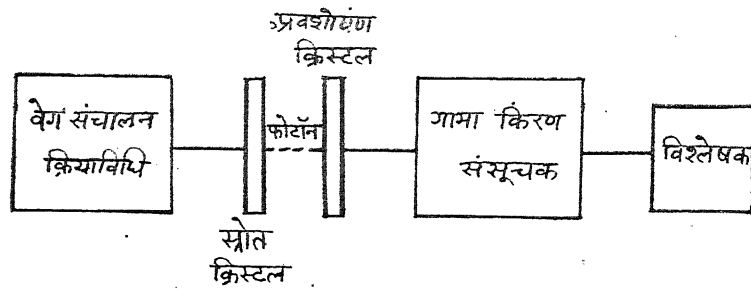 प्रवशोषण
क्रिस्टल
वेग संचालन
क्रियाविधि
फोटॉन
गामा किरण
संसूचक
विश्लेषक
स्रोत
क्रिस्टल